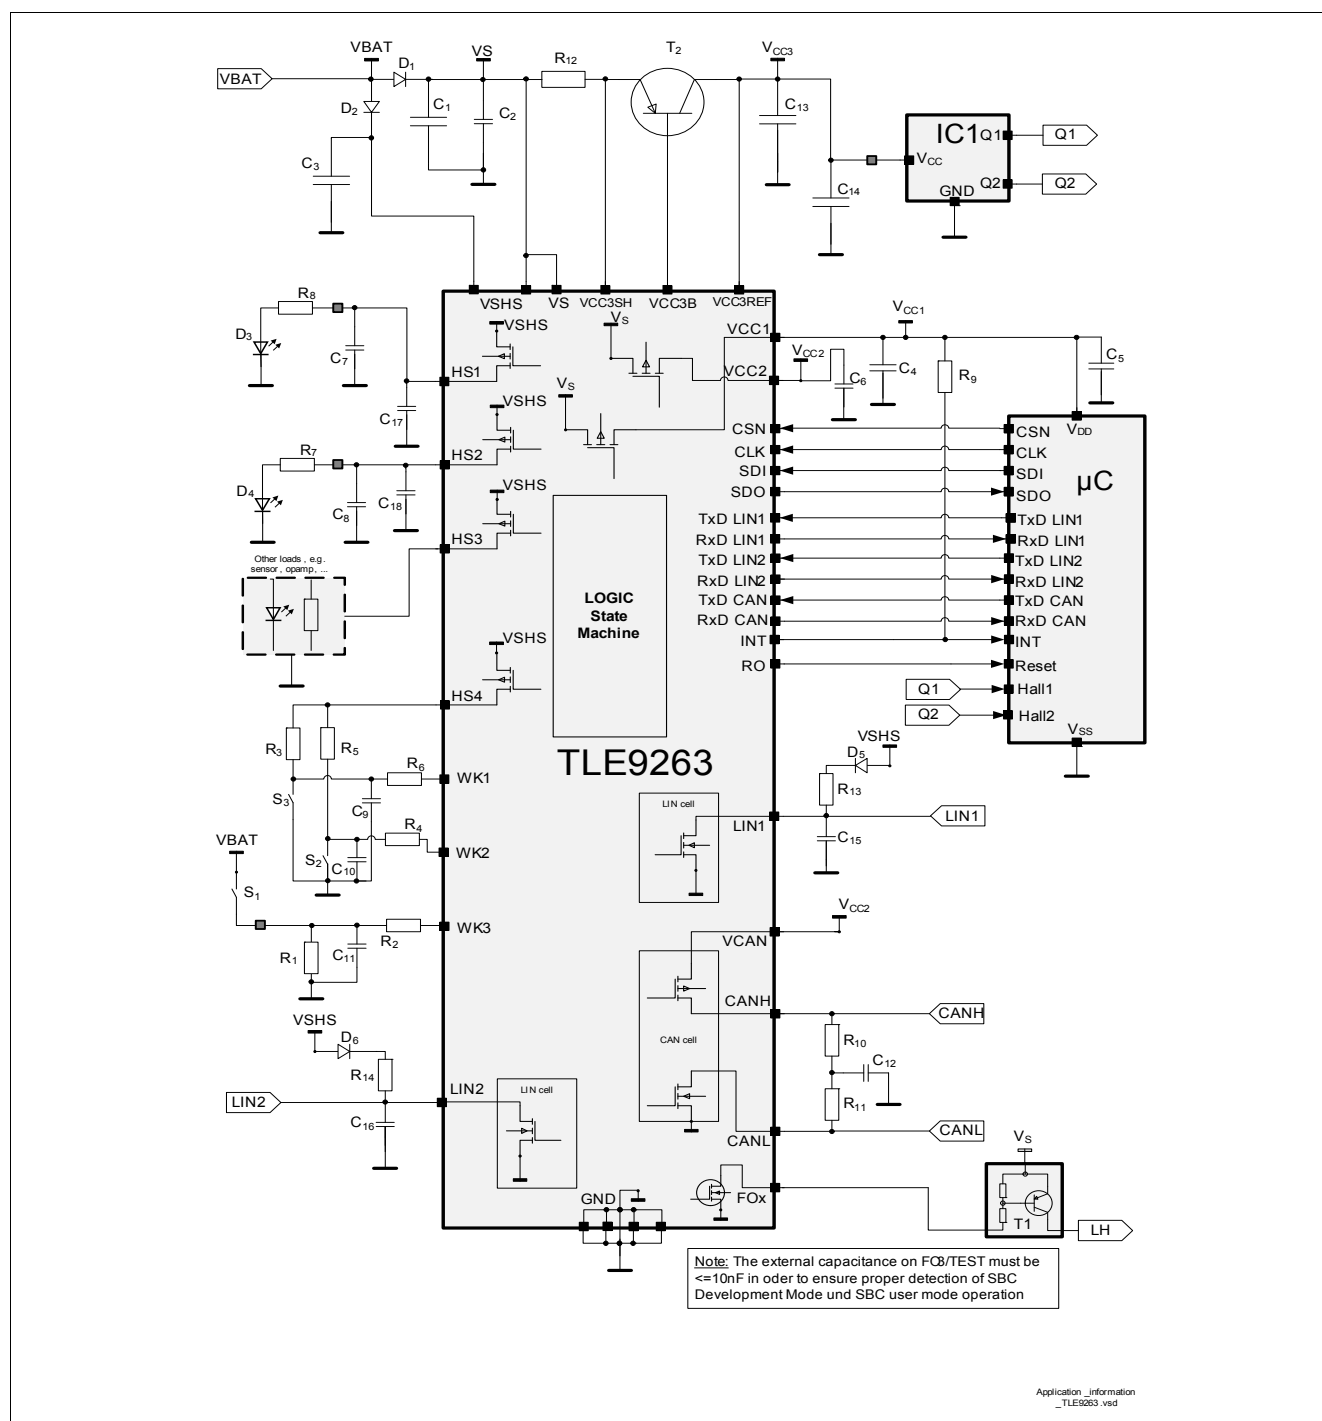 VBAT
VBAT
D1
VS
R12
T2
VCC3
D2
C1
C2
C3
C13
C14
IC1
VCC
GND
Q1
Q2
Q1
Q2
VSHS
VS
VCC3SH
VCC3B
VCC3REF
R8
D3
C7
C17
HS1
VSHS
VS
VCC1
VCC2
VCC2
C6
VCC1
C4
R9
C5
R7
D4
C8
C18
HS2
VSHS
VS
HS3
VSHS
Other loads , e.g.
sensor , opamp, ...
LOGIC
State
Machine
CSN
CLK
SDI
SDO
TxD LIN1
RxD LIN1
TxD LIN2
RxD LIN2
TxD CAN
RxD CAN
INT
RO
VDD
µC
CSN
CLK
SDI
SDO
TxD LIN1
RxD LIN1
TxD LIN2
RxD LIN2
TxD CAN
RxD CAN
INT
Reset
Hall1
Hall2
VSS
Q1
Q2
VSHS
HS4
R3
R5
R6
WK1
S3
C9
R4
WK2
S2
C10
VBAT
S1
WK3
R2
R1
C11
TLE9263
VSHS
D5
R13
LIN cell
LIN1
C15
LIN1
VCC2
VCAN
CANH
CAN cell
CANL
CANH
R10
C12
R11
CANL
VSHS
D6
R14
LIN2
LIN2
C16
LIN cell
GND
FOx
VS
T1
LH
Note: The external capacitance on FO3/TEST must be
<=10nF in oder to ensure proper detection of SBC
Development Mode und SBC user mode operation
Application _information
_TLE9263 .vsd